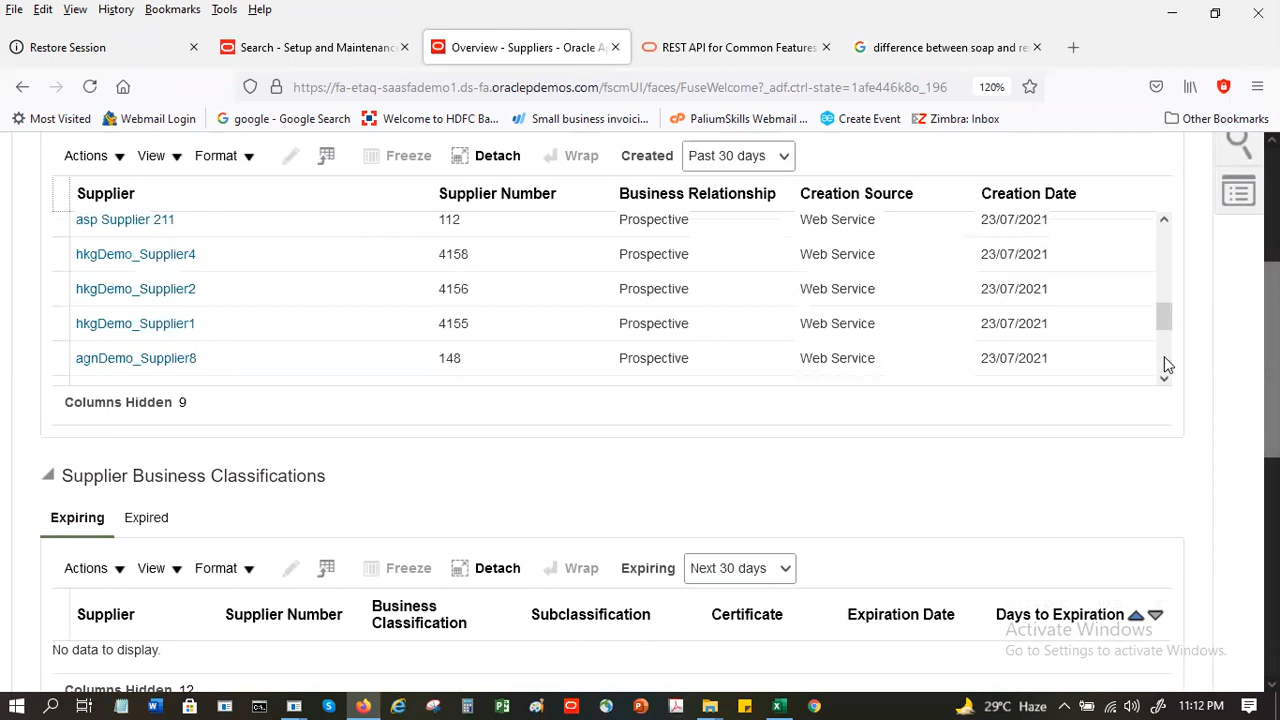 File Edit View History Bookmarks Tools Help
Restore Session × Search - Setup and Maintenance × Overview - Suppliers - Oracle Ap × REST API for Common Features × difference between soap and re × +
https://fa-etaq-saasfademo1.ds-fa.oraclodemos.com/fscmUI/faces/FuseWelcome?_adf.ctrl-state=1afe446k8o_196 120%
Most Visited Webmail Login google - Google Search Welcome to HDFC Ba... Small business invoici... PaliumSkills Webmail ... Create Event Zimbra: Inbox Other Bookmarks
Actions View Format Freeze Detach Wrap Created Past 30 days
Supplier Supplier Number Business Relationship Creation Source Creation Date
asp Supplier 211 112 Prospective Web Service 23/07/2021
hkgDemo_Supplier4 4158 Prospective Web Service 23/07/2021
hkgDemo_Supplier2 4156 Prospective Web Service 23/07/2021
hkgDemo_Supplier1 4155 Prospective Web Service 23/07/2021
agnDemo_Supplier8 148 Prospective Web Service 23/07/2021
Columns Hidden 9
Supplier Business Classifications
Expiring Expired
Actions View Format Freeze Detach Wrap Expiring Next 30 days
Supplier Supplier Number Business Classification Subclassification Certificate Expiration Date Days to Expiration
No data to display.
Activate Windows
Go to Settings to activate Windows.
Columns Hidden 12
29°C Haze 11:12 PM